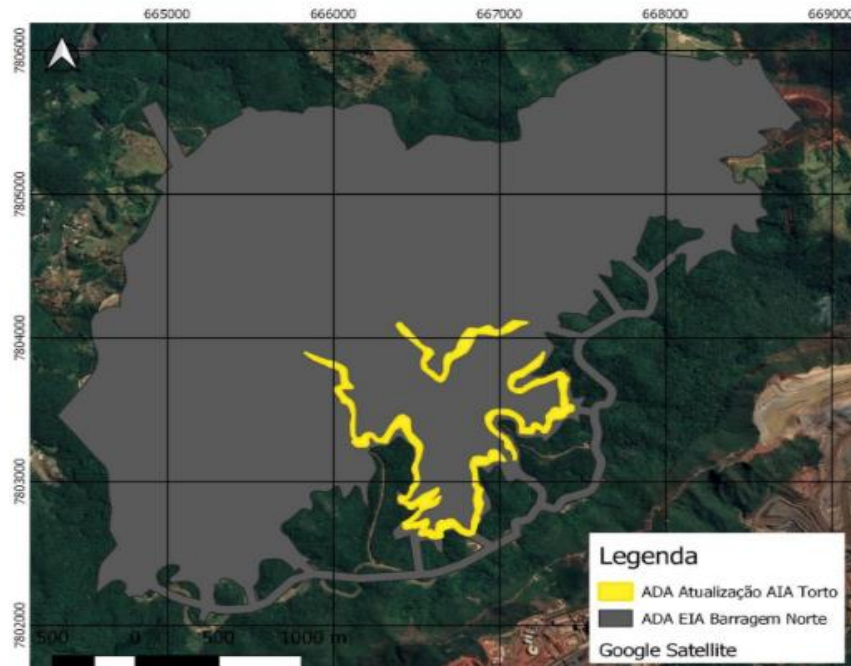 665000 666000 667000 668000 669000
7806000
7805000
7804000
7803000
7802000
500 0 500 1000 m
Legenda
ADA Atualização AIA Torto
ADA EIA Barragem Norte
Google Satellite